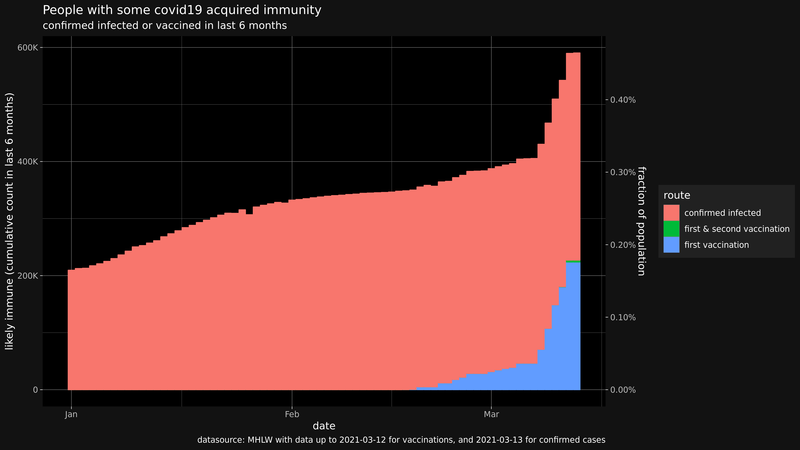 People with some covid19 acquired immunity
confirmed infected or vaccined in last 6 months
likely immune (cumulative count in last 6 months)
600K
400K
200K
0
Jan
Feb
Mar
date
0.40%
0.30%
0.20%
0.10%
0.00%
fraction of population
route
confirmed infected
first & second vaccination
first vaccination
datasource: MHLW with data up to 2021-03-12 for vaccinations, and 2021-03-13 for confirmed cases